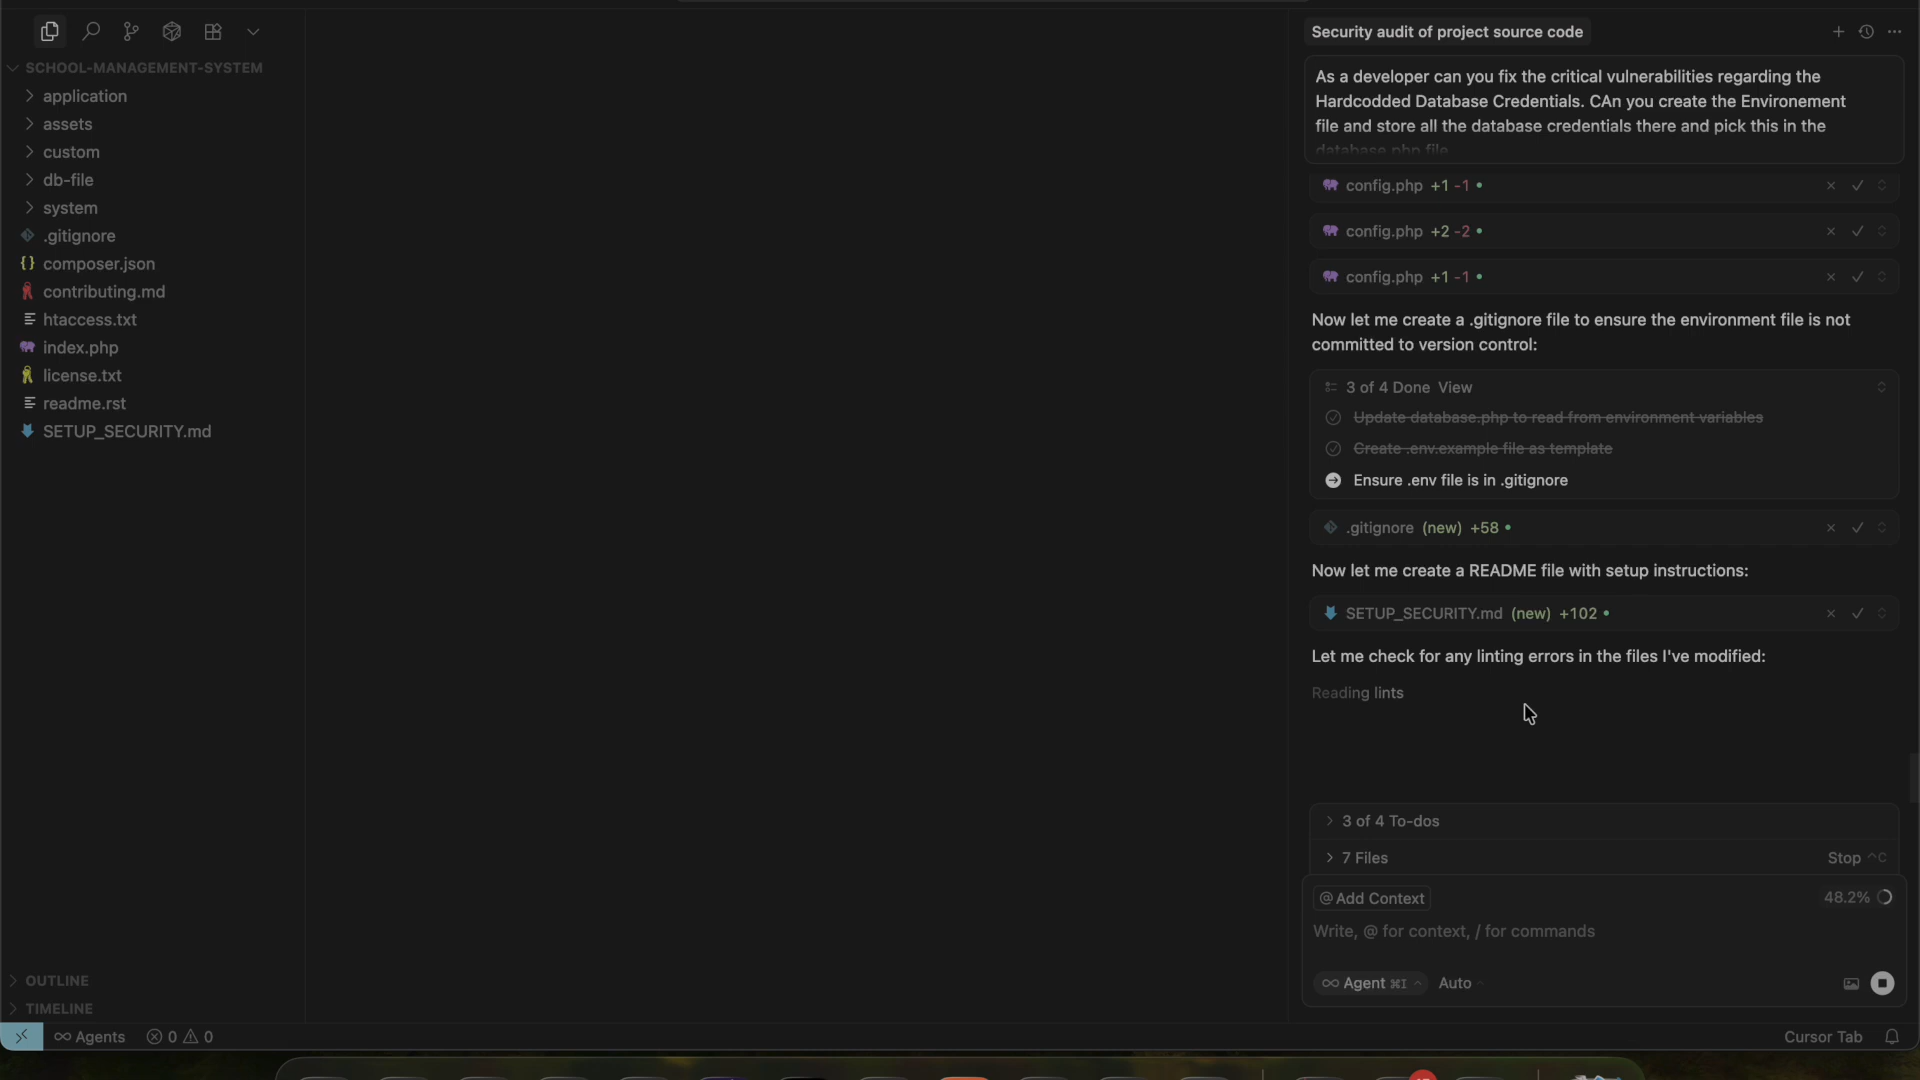 SCHOOL-MANAGEMENT-SYSTEM
application
assets
custom
db-file
system
.gitignore
composer.json
contributing.md
htaccess.txt
index.php
license.txt
readme.rst
SETUP_SECURITY.md
OUTLINE
TIMELINE
Security audit of project source code
As a developer can you fix the critical vulnerabilities regarding the
Hardcodded Database Credentials. CAn you create the Environement
file and store all the database credentials there and pick this in the
database php file
config.php +1 -1
config.php +2 -2
config.php +1 -1
Now let me create a .gitignore file to ensure the environment file is not
committed to version control:
3 of 4 Done View
Update database.php to read from environment variables
Create .env.example file as template
Ensure .env file is in .gitignore
.gitignore (new) +58
Now let me create a README file with setup instructions:
SETUP_SECURITY.md (new) +102
Let me check for any linting errors in the files I've modified:
Reading lints
3 of 4 To-dos
7 Files Stop ^C
@ Add Context 48.2%
Write, @ for context, / for commands
Agent ⌘I Auto
Agents 0 0 Cursor Tab